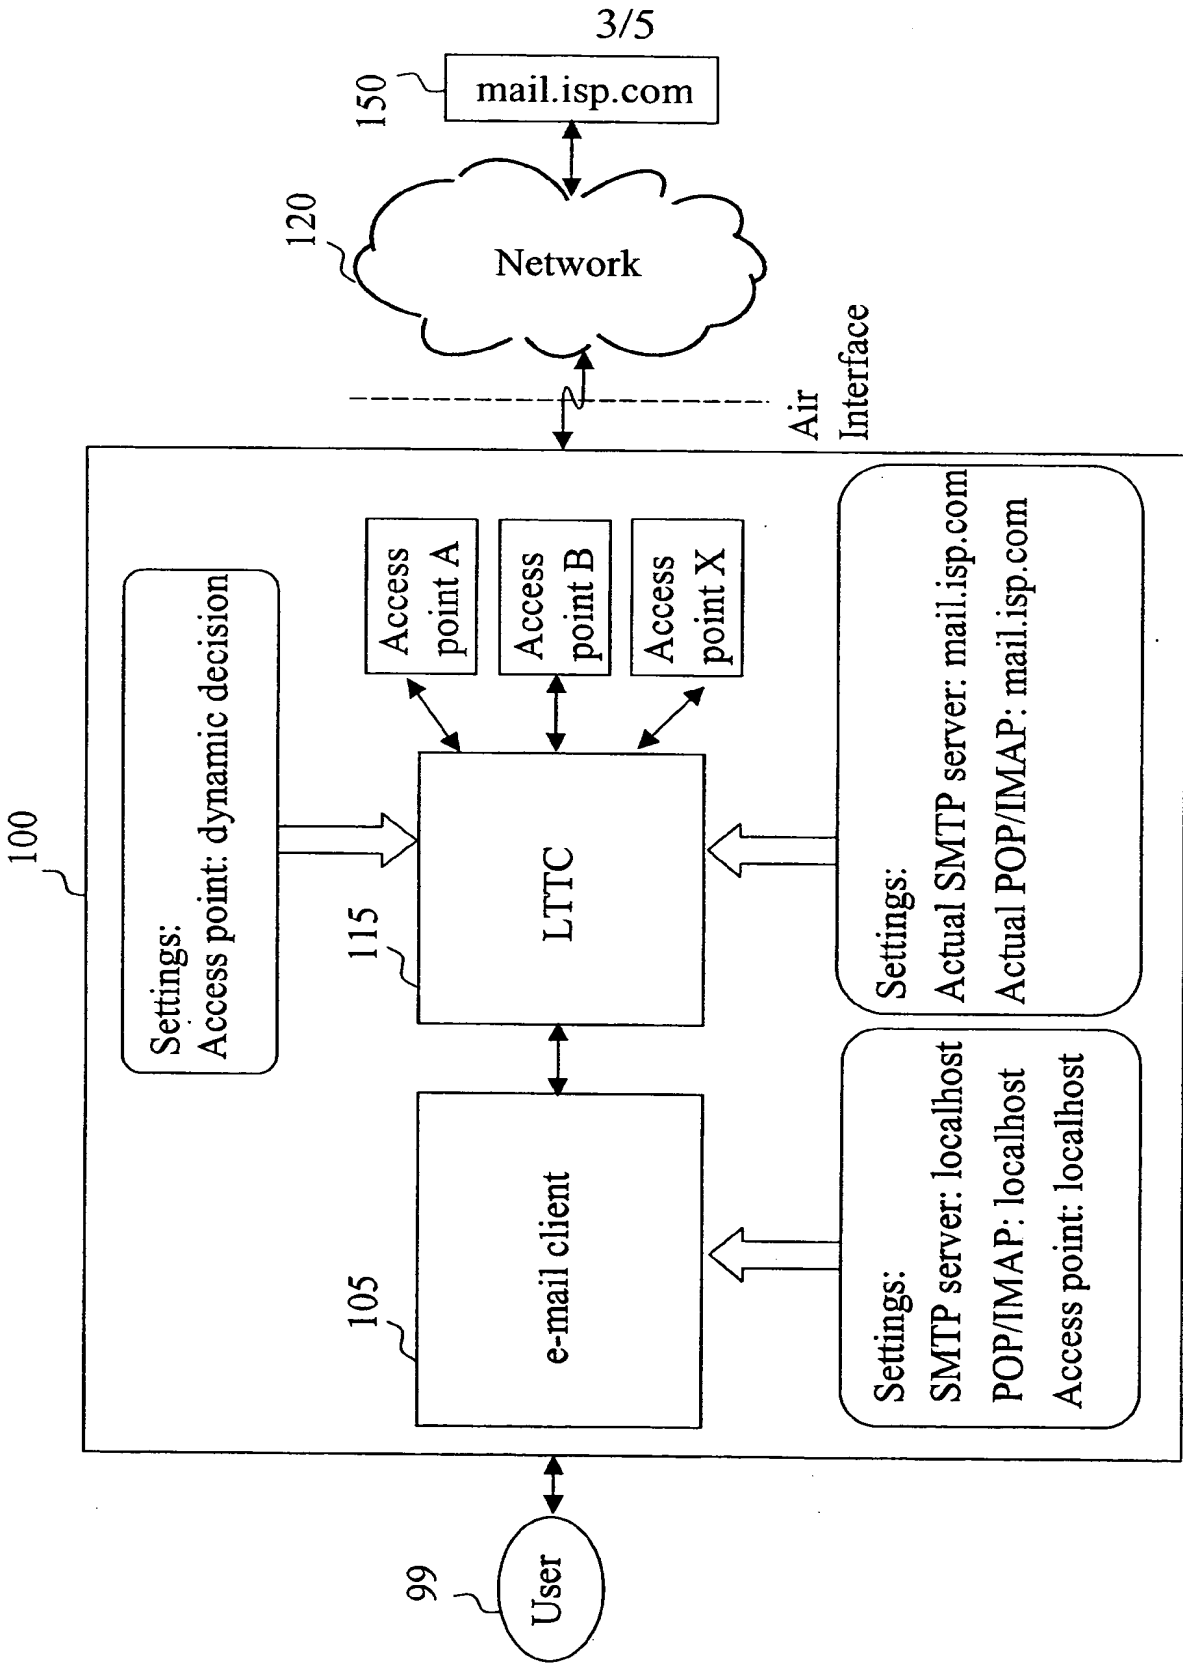 3/5
100
Settings:
Access point: dynamic decision
99
User
105
e-mail client
115
LTTC
Access
point A
Access
point B
Access
point X
Settings:
SMTP server: localhost
POP/IMAP: localhost
Access point: localhost
Settings:
Actual SMTP server: mail.isp.com
Actual POP/IMAP: mail.isp.com
Air
Interface
120
Network
150
mail.isp.com